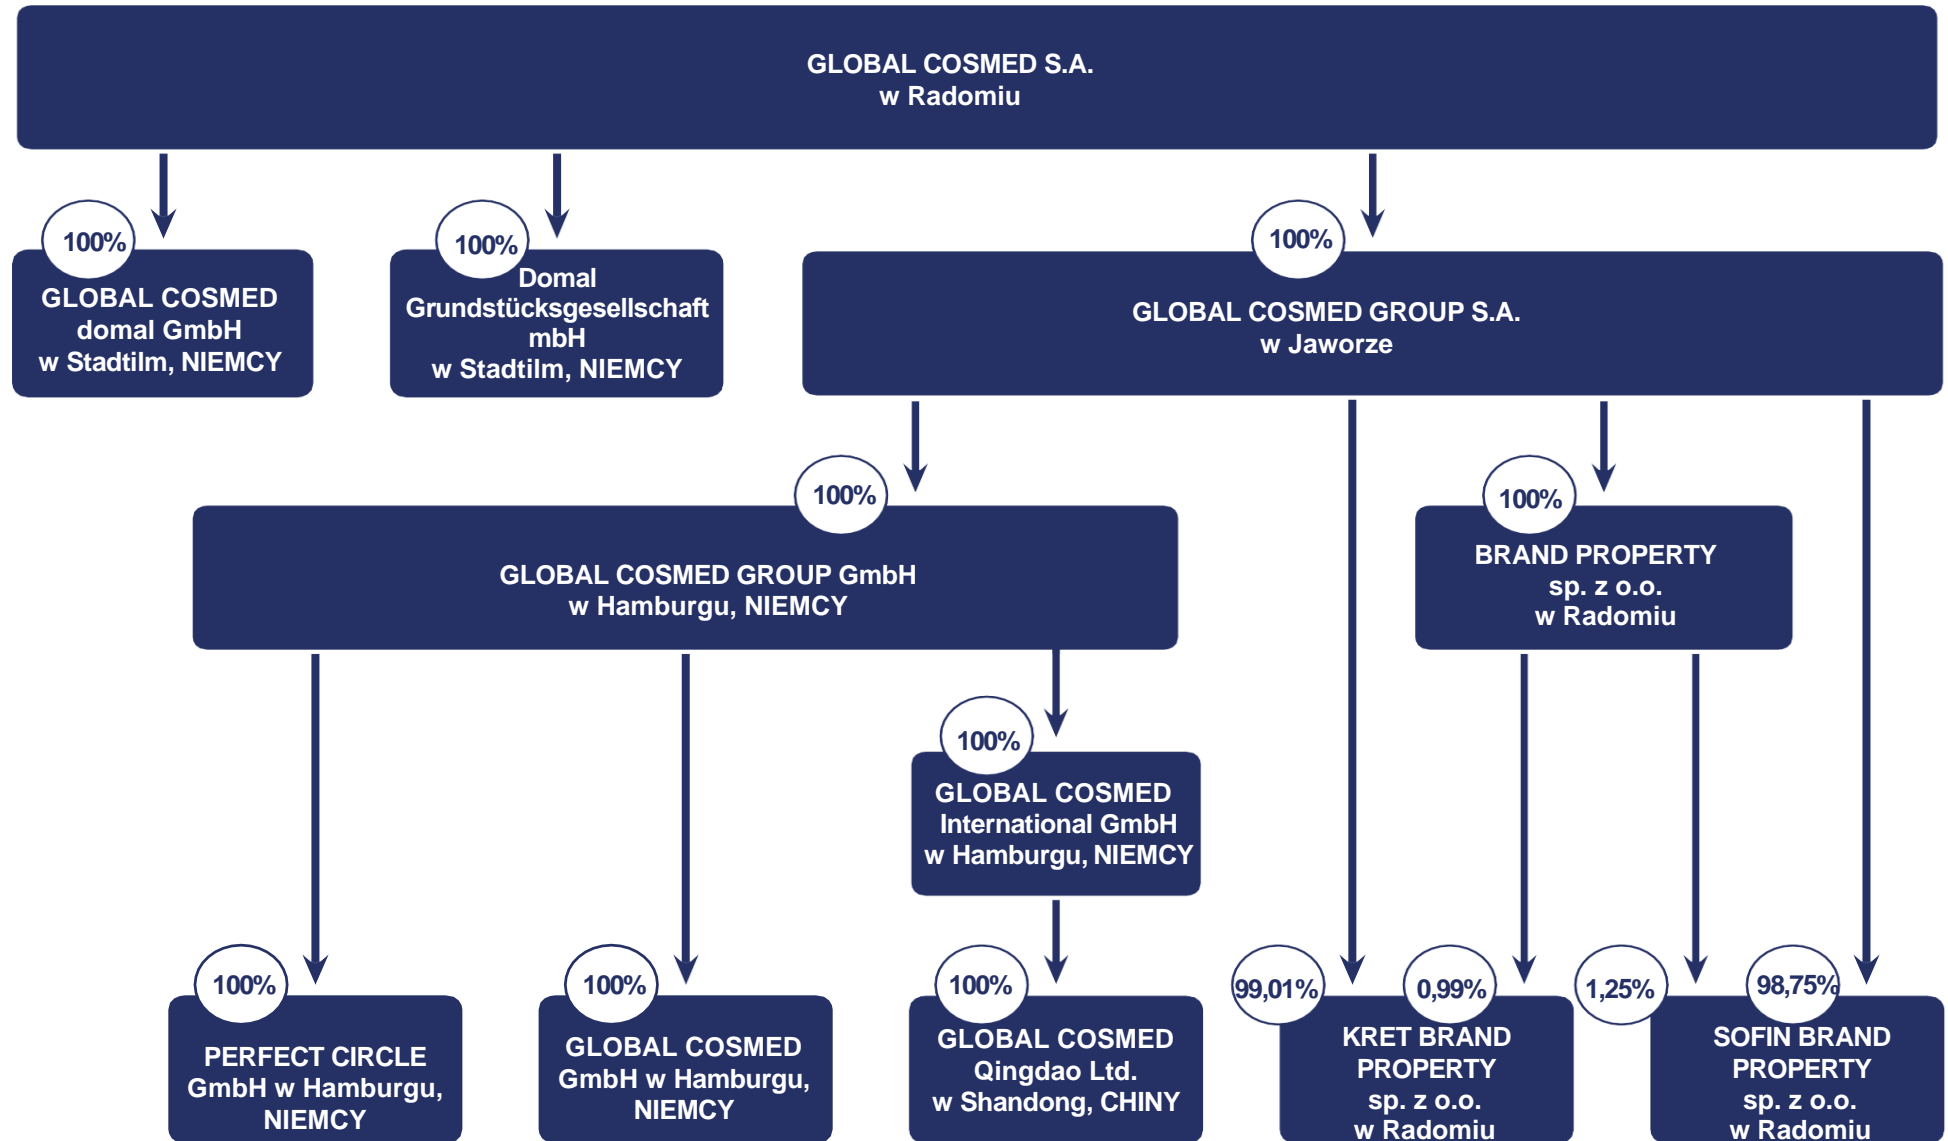 GLOBAL COSMED S.A.
w Radomiu
100%
GLOBAL COSMED
domal GmbH
w Stadtilm, NIEMCY
100%
Domal
Grundstücksgesellschaft
mbH
w Stadtilm, NIEMCY
100%
GLOBAL COSMED GROUP S.A.
w Jaworze
100%
GLOBAL COSMED GROUP GmbH
w Hamburgu, NIEMCY
100%
BRAND PROPERTY
sp. z o.o.
w Radomiu
100%
GLOBAL COSMED
International GmbH
w Hamburgu, NIEMCY
100%
PERFECT CIRCLE
GmbH w Hamburgu,
NIEMCY
100%
GLOBAL COSMED
GmbH w Hamburgu,
NIEMCY
100%
GLOBAL COSMED
Qingdao Ltd.
w Shandong, CHINY
99,01%
0,99%
KRET BRAND
PROPERTY
sp. z o.o.
w Radomiu
1,25%
98,75%
SOFIN BRAND
PROPERTY
sp. z o.o.
w Radomiu